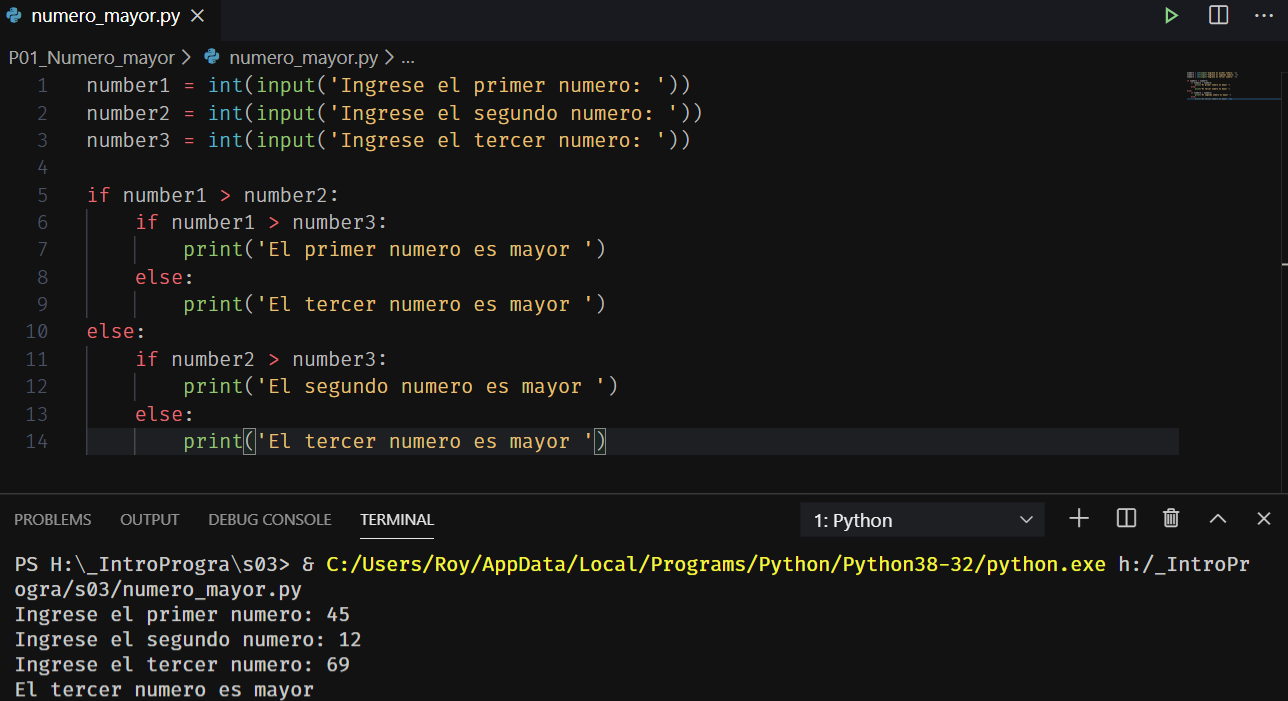 numero_mayor.py
P01_Numero_mayor > numero_mayor.py > ...
1 number1 = int(input('Ingrese el primer numero: '))
2 number2 = int(input('Ingrese el segundo numero: '))
3 number3 = int(input('Ingrese el tercer numero: '))
4
5 if number1 > number2:
6     if number1 > number3:
7         print('El primer numero es mayor ')
8     else:
9         print('El tercer numero es mayor ')
10 else:
11     if number2 > number3:
12         print('El segundo numero es mayor ')
13     else:
14         print('El tercer numero es mayor ')
PROBLEMS OUTPUT DEBUG CONSOLE TERMINAL 1: Python
PS H:\_IntroProgra\s03> & C:/Users/Roy/AppData/Local/Programs/Python/Python38-32/python.exe h:/_IntroPr
ogra/s03/numero_mayor.py
Ingrese el primer numero: 45
Ingrese el segundo numero: 12
Ingrese el tercer numero: 69
El tercer numero es mayor